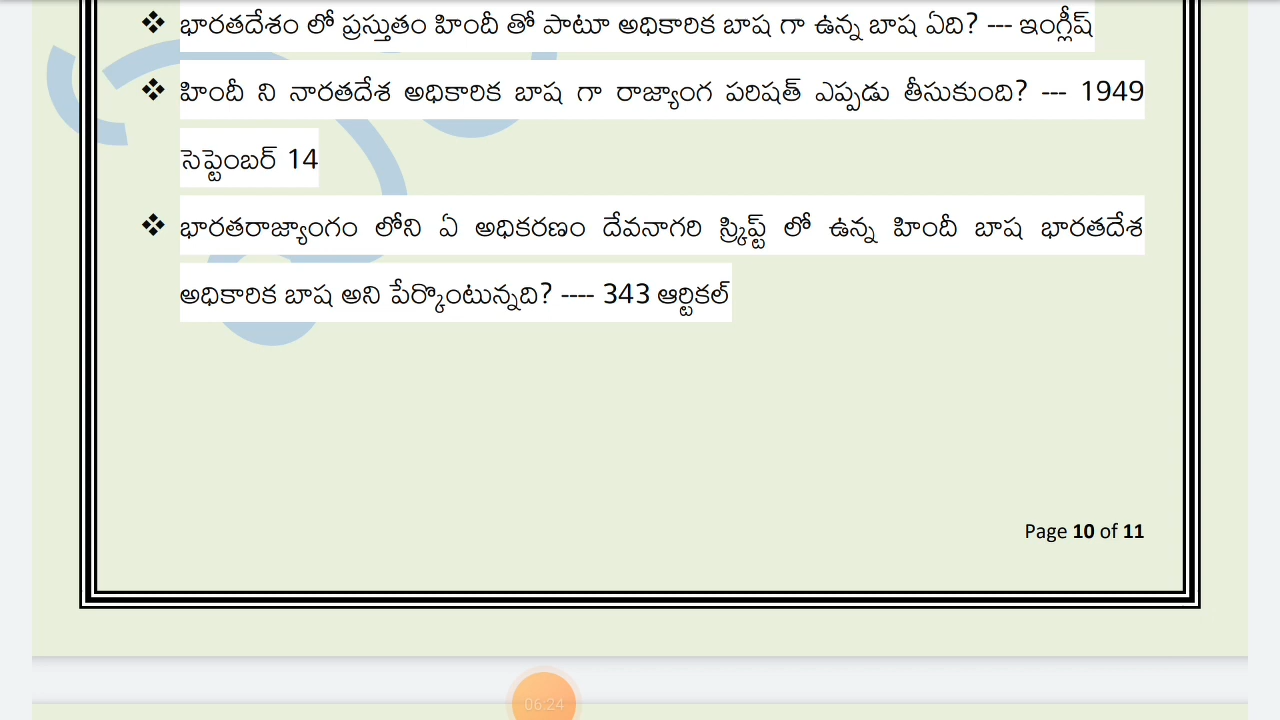 ❖ భారతదేశం లో ప్రస్తుతం హిందీ తో పాటూ అధికారిక బాష గా ఉన్న బాష ఏది? --- ఇంగ్లీష్
❖ హిందీ ని నారతదేశ అధికారిక బాష గా రాజ్యాంగ పరిషత్ ఎప్పడు తీసుకుంది? --- 1949
సెప్టెంబర్ 14
❖ భారతరాజ్యాంగం లోని ఏ అధికరణం దేవనాగరి స్క్రిప్ట్ లో ఉన్న హిందీ బాష భారతదేశ
అధికారిక బాష అని పేర్కొంటున్నది? ---- 343 ఆర్టికల్
Page 10 of 11
06:24